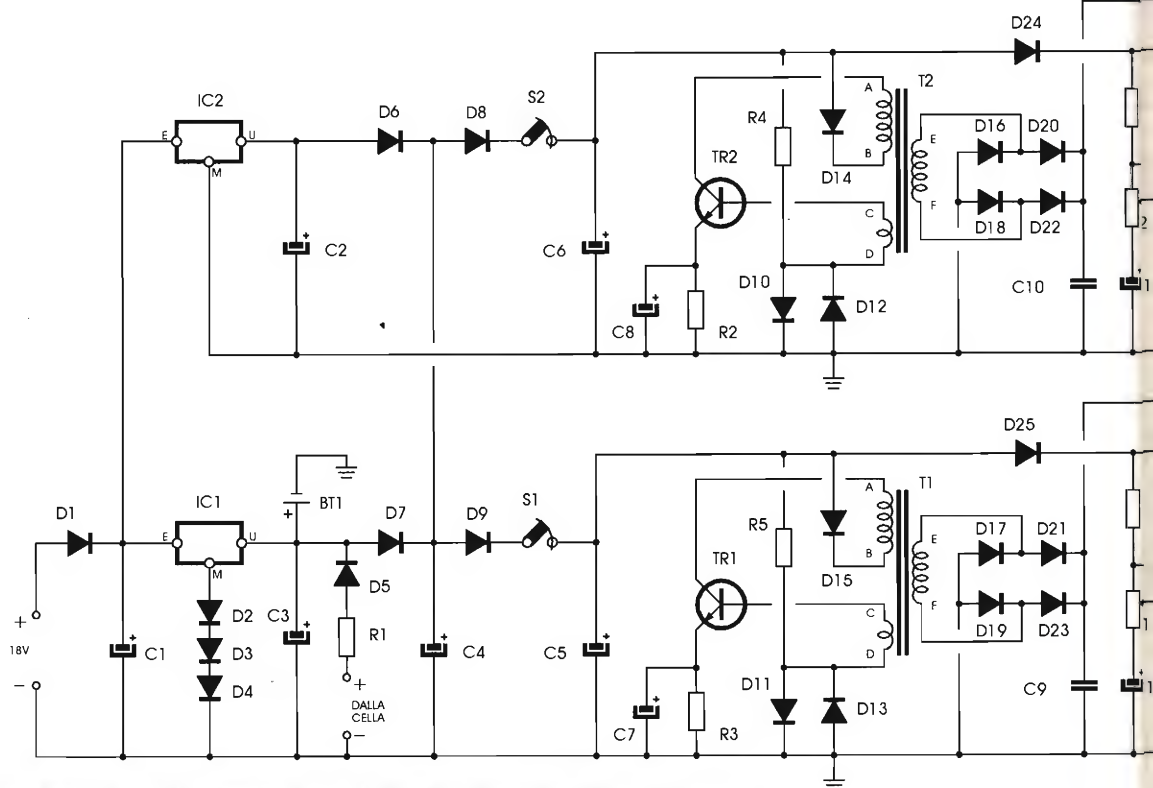 D24
IC2
E
U
M
D6
D8
S2
C2
C6
R4
A
B
D14
T2
TR2
C
D
E
F
D16
D20
D18
D22
C8
R2
D10
D12
C10
2
1
D25
D1
+
18V
−
C1
IC1
E
U
M
D2
D3
D4
BT1
+
C3
D5
R1
+
DALLA
CELLA
−
D7
D9
S1
C4
C5
R5
A
B
D15
T1
TR1
C
D
E
F
D17
D21
D19
D23
C7
R3
D11
D13
C9
1
1